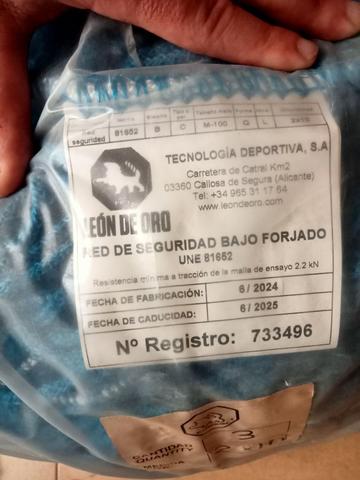 Red seguridad 81652 B C M-100 Q L
TECNOLOGÍA DEPORTIVA, S.A
Carretera de Catral Km2
03360 Callosa de Segura (Alicante)
Tel: +34 965 31 17 64
www.leondeoro.com
LEÓN DE ORO
RED DE SEGURIDAD BAJO FORJADO
UNE 81652
Resistencia mínima a tracción de la malla de ensayo 2.2 kN
FECHA DE FABRICACIÓN: 6/ 2024
FECHA DE CADUCIDAD: 6/ 2025
Nº Registro: 733496
CANTIDAD 3
QUANTITY